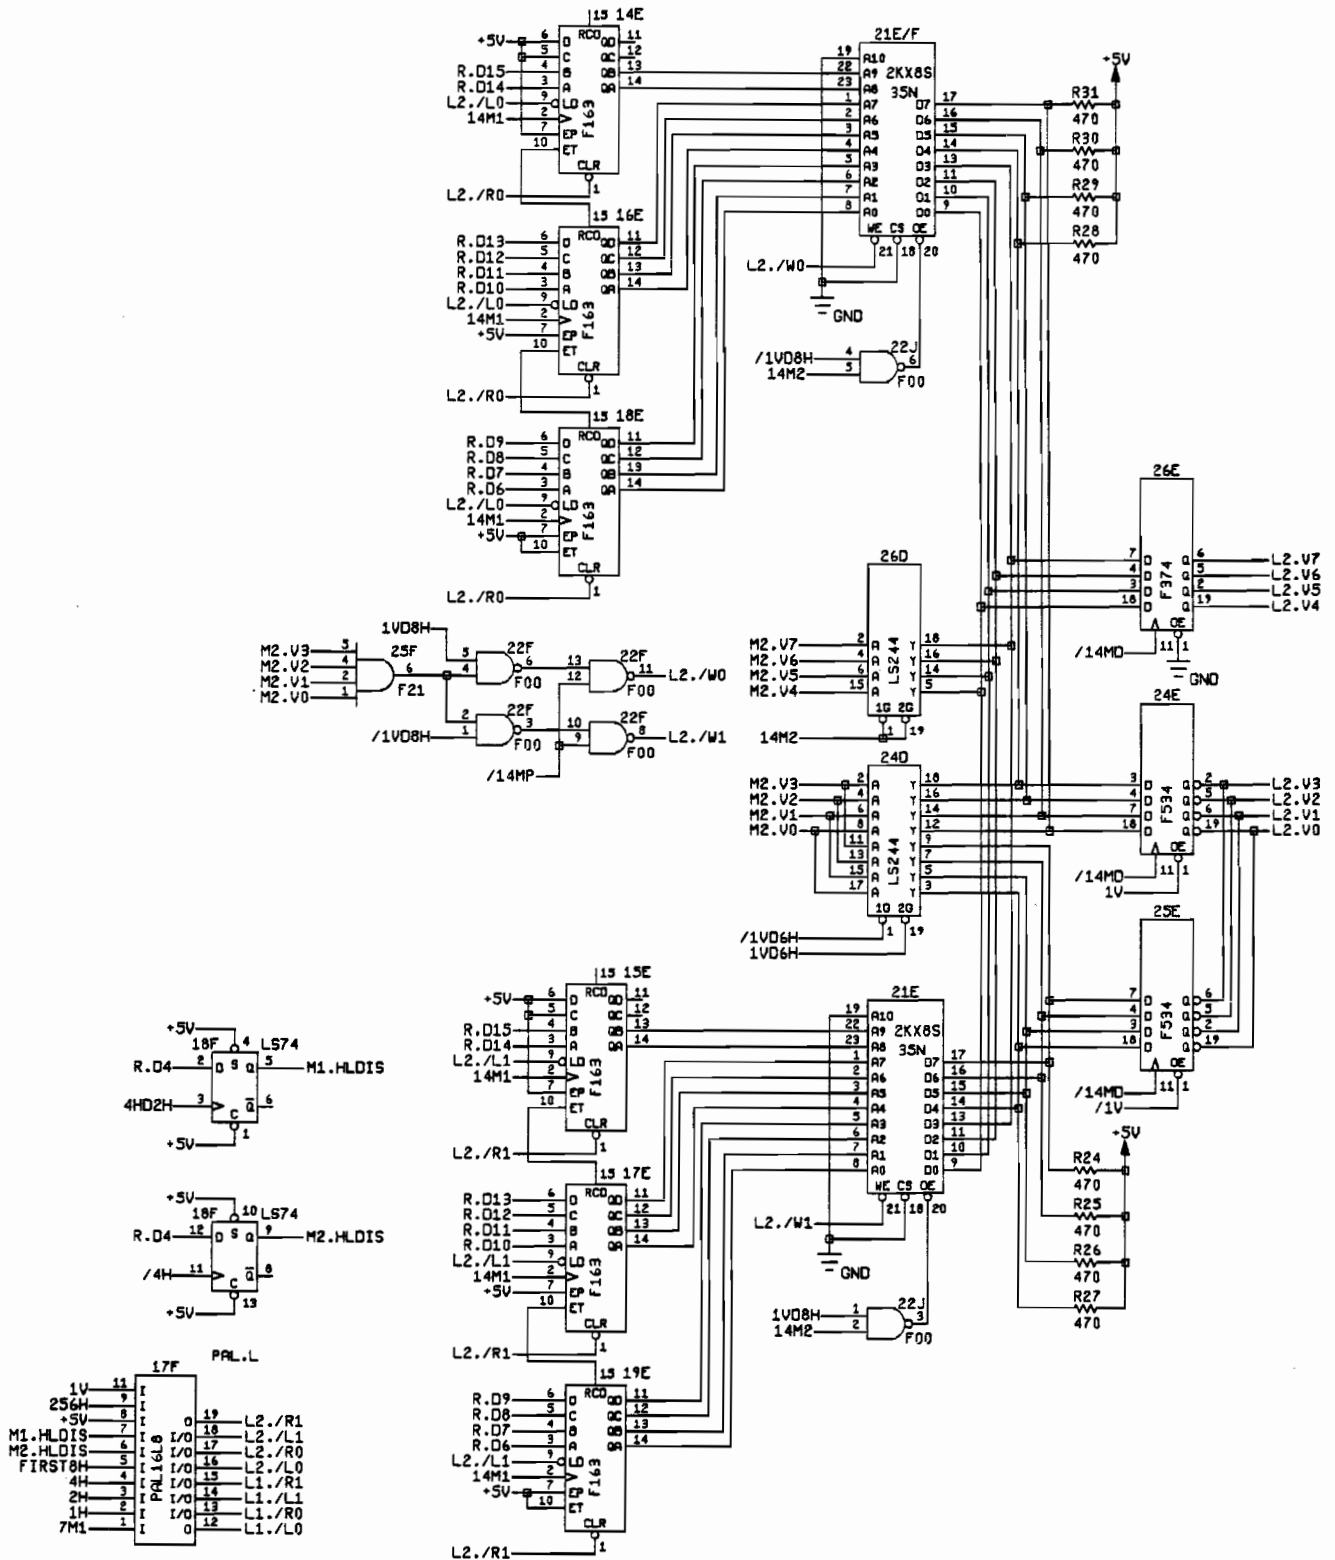 15 14E
+5V 6 D RCO QD 11
5 C QC 12
R.D15 4 B QB 13
R.D14 3 A QA 14
L2./L0 9 LD
14M1 2 F163
7 EP
10 ET
CLR
L2./R0 1
15 16E
R.D13 6 D RCO QD 11
R.D12 5 C QC 12
R.D11 4 B QB 13
R.D10 3 A QA 14
L2./L0 9 LD
14M1 2 F163
+5V 7 EP
10 ET
CLR
L2./R0 1
15 18E
R.D9 6 D RCO QD 11
R.D8 5 C QC 12
R.D7 4 B QB 13
R.D6 3 A QA 14
L2./L0 9 LD
14M1 2 F163
+5V 7 EP
10 ET
CLR
L2./R0 1
21E/F
2KX8S
35N
19 A10
22 A9
23 A8
1 A7 D7 17
2 A6 D6 16
3 A5 D5 15
4 A4 D4 14
5 A3 D3 13
6 A2 D2 11
7 A1 D1 10
8 A0 D0 9
WE CS OE
21 18 20
L2./W0
GND
+5V
R31
470
R30
470
R29
470
R28
470
/1VD8H 4 22J
14M2 5 6
F00
1VD8H
M2.V3 5 25F
M2.V2 4 6
M2.V1 2
M2.V0 1 F21
5 22F
4 6 F00
13 22F
12 11 L2./W0
F00
2 22F
/1VD8H 1 3 F00
10 22F
9 8 L2./W1
F00
/14MP
26D
LS244
M2.V7 2 A Y 18
M2.V6 4 A Y 16
M2.V5 6 A Y 14
M2.V4 15 A Y 5
1G 2G
14M2 1 19
24D
LS244
M2.V3 2 A Y 18
M2.V2 4 A Y 16
M2.V1 6 A Y 14
M2.V0 8 A Y 12
11 A Y 9
13 A Y 7
15 A Y 5
17 A Y 3
1G 2G
/1VD6H 1 19
1VD6H
26E
F374
7 D Q 6 L2.V7
4 D Q 5 L2.V6
3 D Q 2 L2.V5
18 D Q 19 L2.V4
OE
/14MD 11 1
GND
24E
F534
3 D Q 2 L2.V3
4 D Q 5 L2.V2
7 D Q 6 L2.V1
18 D Q 19 L2.V0
OE
/14MD 11 1
1V
25E
F534
7 D Q 6
4 D Q 5
3 D Q 2
18 D Q 19
OE
/14MD 11 1
/1V
15 15E
+5V 6 D RCO QD 11
5 C QC 12
R.D15 4 B QB 13
R.D14 3 A QA 14
L2./L1 9 LD
14M1 2 F163
7 EP
10 ET
CLR
L2./R1 1
15 17E
R.D13 6 D RCO QD 11
R.D12 5 C QC 12
R.D11 4 B QB 13
R.D10 3 A QA 14
L2./L1 9 LD
14M1 2 F163
+5V 7 EP
10 ET
CLR
L2./R1 1
15 19E
R.D9 6 D RCO QD 11
R.D8 5 C QC 12
R.D7 4 B QB 13
R.D6 3 A QA 14
L2./L1 9 LD
14M1 2 F163
+5V 7 EP
10 ET
CLR
L2./R1 1
21E
2KX8S
35N
19 A10
22 A9
23 A8
1 A7 D7 17
2 A6 D6 16
3 A5 D5 15
4 A4 D4 14
5 A3 D3 13
6 A2 D2 11
7 A1 D1 10
8 A0 D0 9
WE CS OE
21 18 20
L2./W1
GND
1VD8H 1 22J
14M2 2 3
F00
+5V
R24
470
R25
470
R26
470
R27
470
+5V 4
18F LS74
R.D4 2 D S Q 5 M1.HLDIS
4HD2H 3 Q 6
C
+5V 1
+5V 10
18F LS74
R.D4 12 D S Q 9 M2.HLDIS
/4H 11 Q 8
C
+5V 13
PAL.L
17F
PAL16L8
1V 11 I
256H 9 I
+5V 8 I O 19 L2./R1
M1.HLDIS 7 I I/O 18 L2./L1
M2.HLDIS 6 I I/O 17 L2./R0
FIRST8H 5 I I/O 16 L2./L0
4H 4 I I/O 15 L1./R1
2H 3 I I/O 14 L1./L1
1H 2 I I/O 13 L1./R0
7M1 1 I O 12 L1./L0